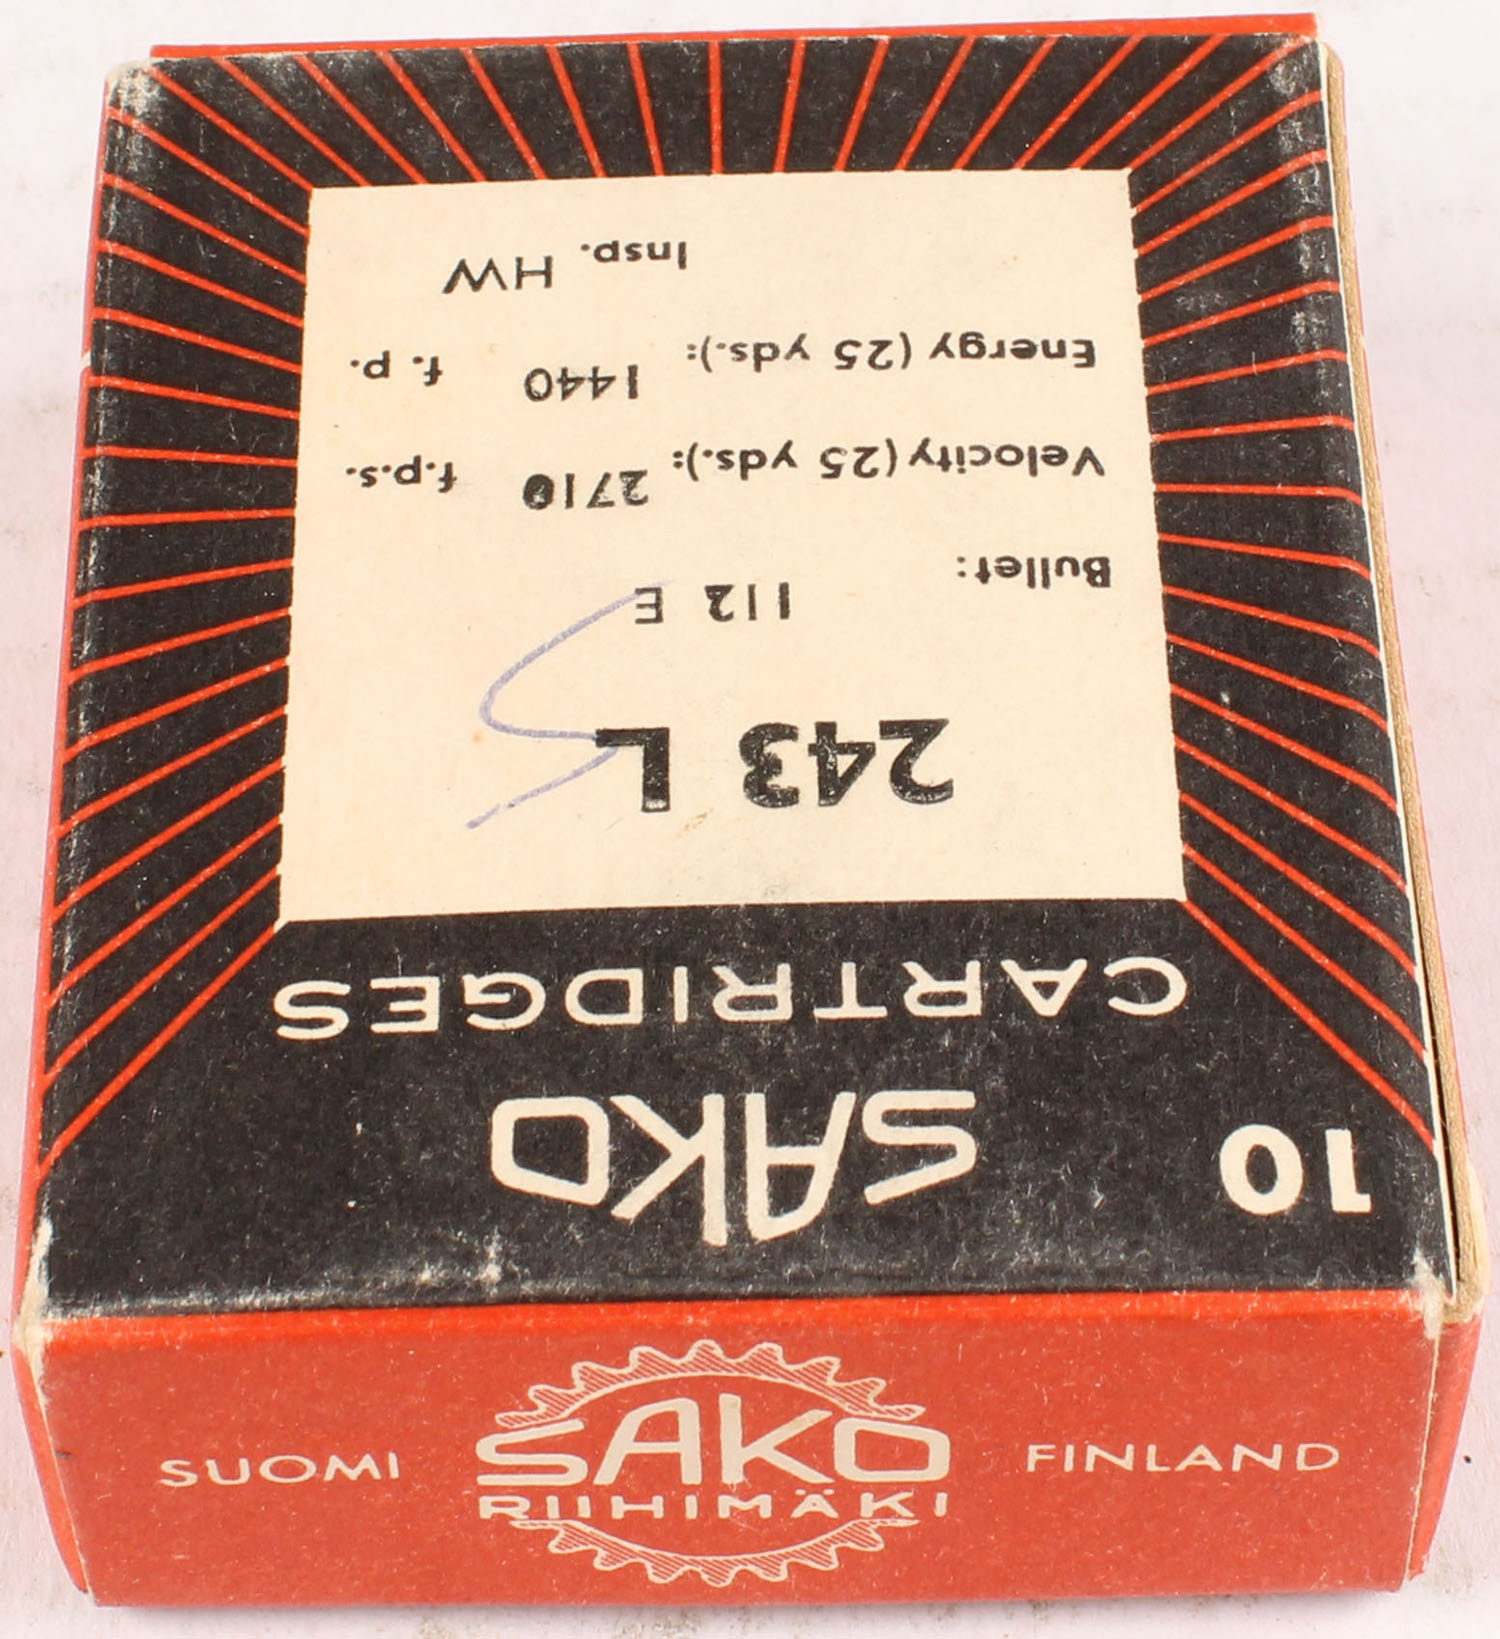 10 SAKO
CARTRIDGES
243 L
Bullet: 112 E
Velocity (25 yds.): 2710 f.p.s.
Energy (25 yds.): 1440 f. p.
Insp. HW
SUOMI SAKO FINLAND
RIIHIMÄKI